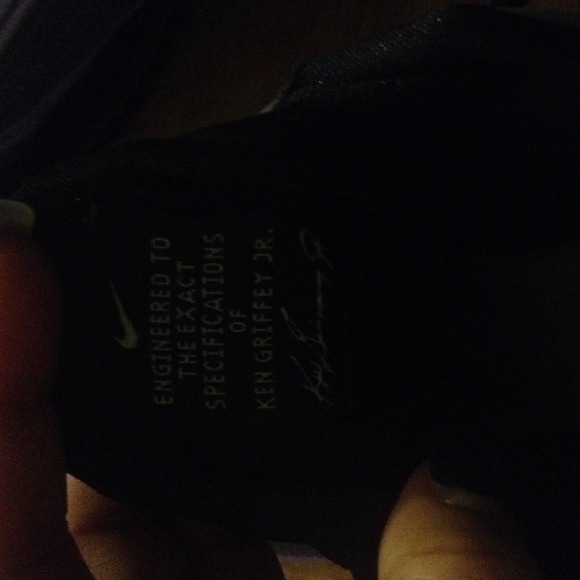 ENGINEERED TO
THE EXACT
SPECIFICATIONS
OF
KEN GRIFFEY JR.